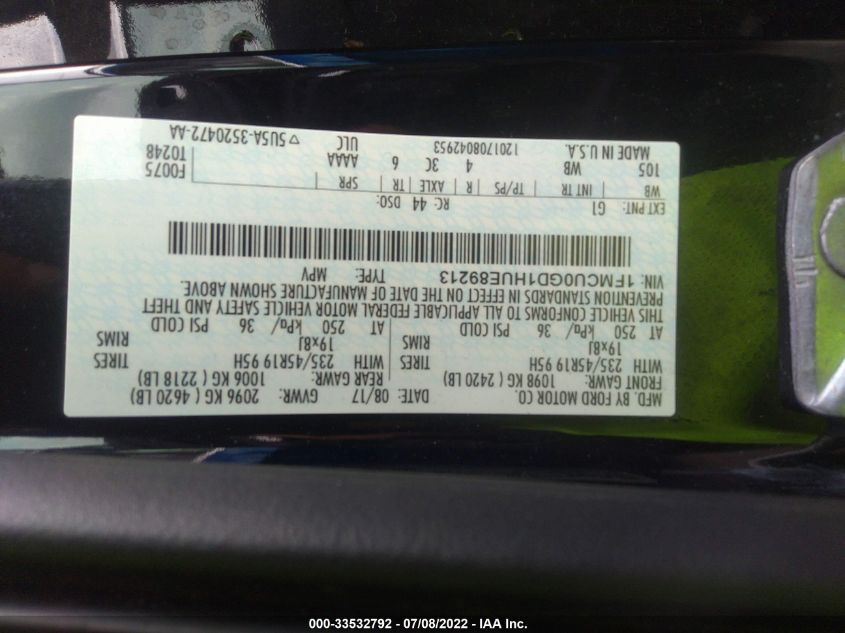 MFD. BY FORD MOTOR CO.
DATE: 08/17 GVWR: 2096 KG ( 4620 LB)
FRONT GAWR: 1098 KG ( 2420 LB) REAR GAWR: 1006 KG ( 2218 LB)
WITH 235/45R19 95H TIRES WITH 235/45R19 95H TIRES
19x8J RIMS 19x8J RIMS
AT 250 kPa/ 36 PSI COLD AT 250 kPa/ 36 PSI COLD
THIS VEHICLE CONFORMS TO ALL APPLICABLE FEDERAL MOTOR VEHICLE SAFETY AND THEFT
PREVENTION STANDARDS IN EFFECT ON THE DATE OF MANUFACTURE SHOWN ABOVE.
VIN: 1FMCU0GD1HUE89213 TYPE: MPV
EXT PNT: G1 RC: 44 DSO:
WB INT TR TP/PS R AXLE TR SPR F0075
105 WB 4 3C 6 AAAA T0248
MADE IN U.S.A. 1201708042953 ULC 5U5A-3520472-AA
000-33532792 - 07/08/2022 - IAA Inc.